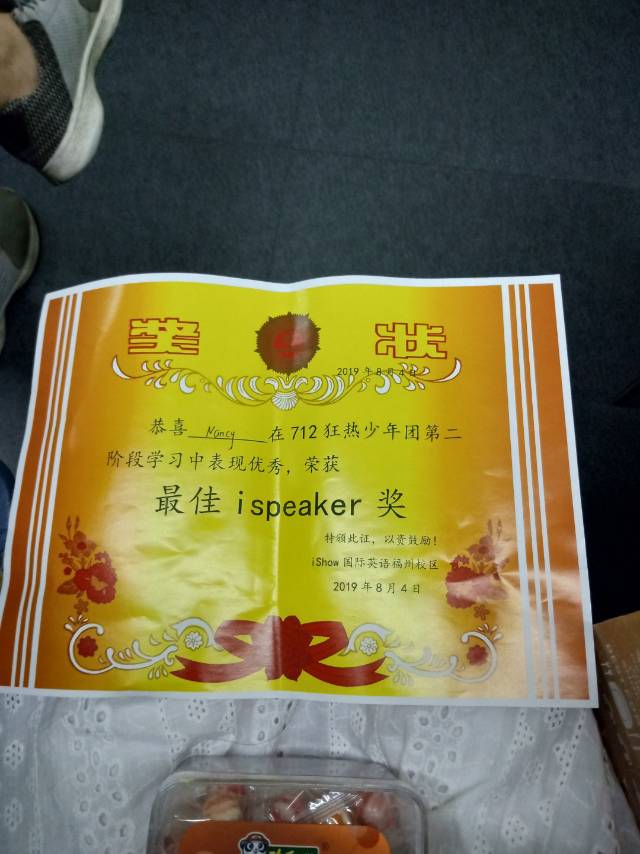 奖 状
2019年8月4日
恭喜 Nancy 在712狂热少年团第二
阶段学习中表现优秀，荣获
最佳 ispeaker 奖
特颁此证，以资鼓励！
iShow国际英语福州校区
2019年8月4日